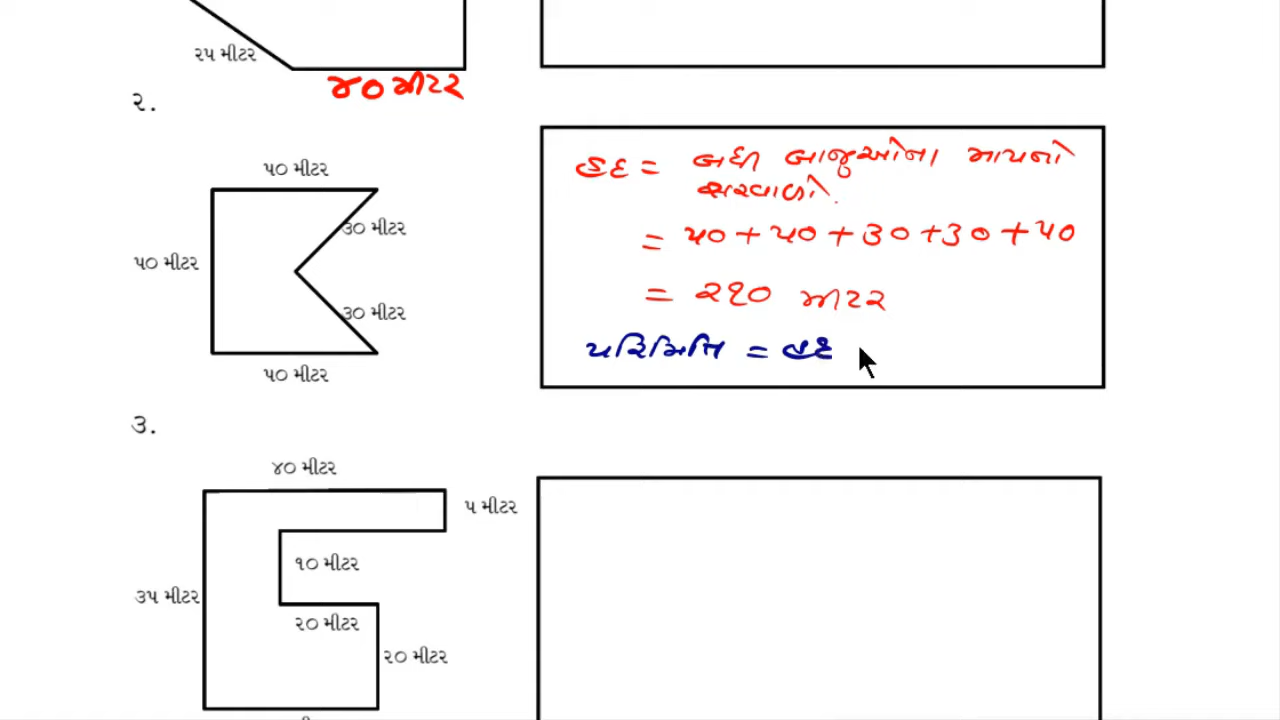 ૨૫ મીટર
૪૦ મીટર
૨.
૫૦ મીટર
૩૦ મીટર
૫૦ મીટર
૩૦ મીટર
૫૦ મીટર
હદ = બધી બાજુઓના માપનો
સરવાળો.
= ૫૦ + ૫૦ + ૩૦ + ૩૦ + ૫૦
= ૨૧૦ મીટર
પરિમિતિ = હદ
૩.
૪૦ મીટર
૫ મીટર
૧૦ મીટર
૩૫ મીટર
૨૦ મીટર
૨૦ મીટર